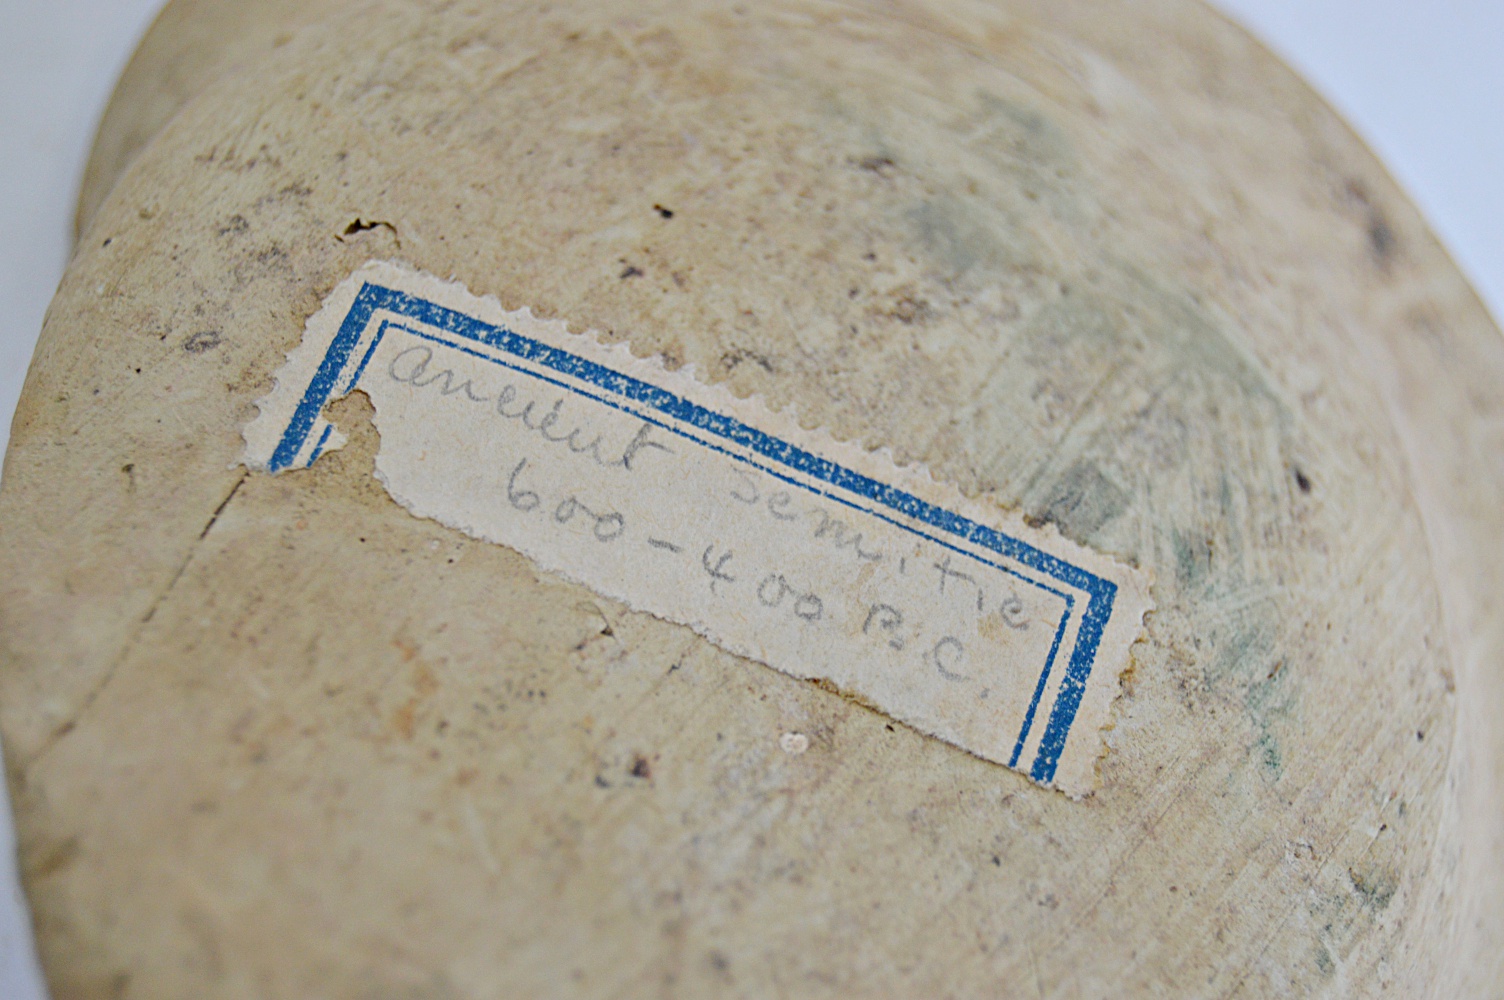 Ancient Semitic
600-400 B.C.